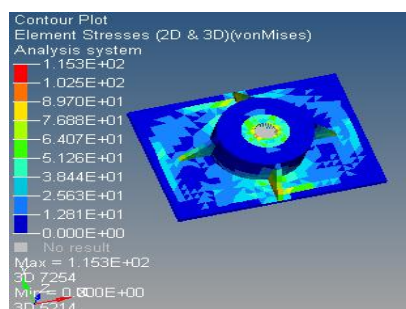 Contour Plot
Element Stresses (2D & 3D)(vonMises)
Analysis system
1.153E+02
1.025E+02
8.970E+01
7.688E+01
6.407E+01
5.126E+01
3.844E+01
2.563E+01
1.281E+01
0.000E+00
No result
Max = 1.153E+02
3D 7254
Min = 0.000E+00
3D 5214